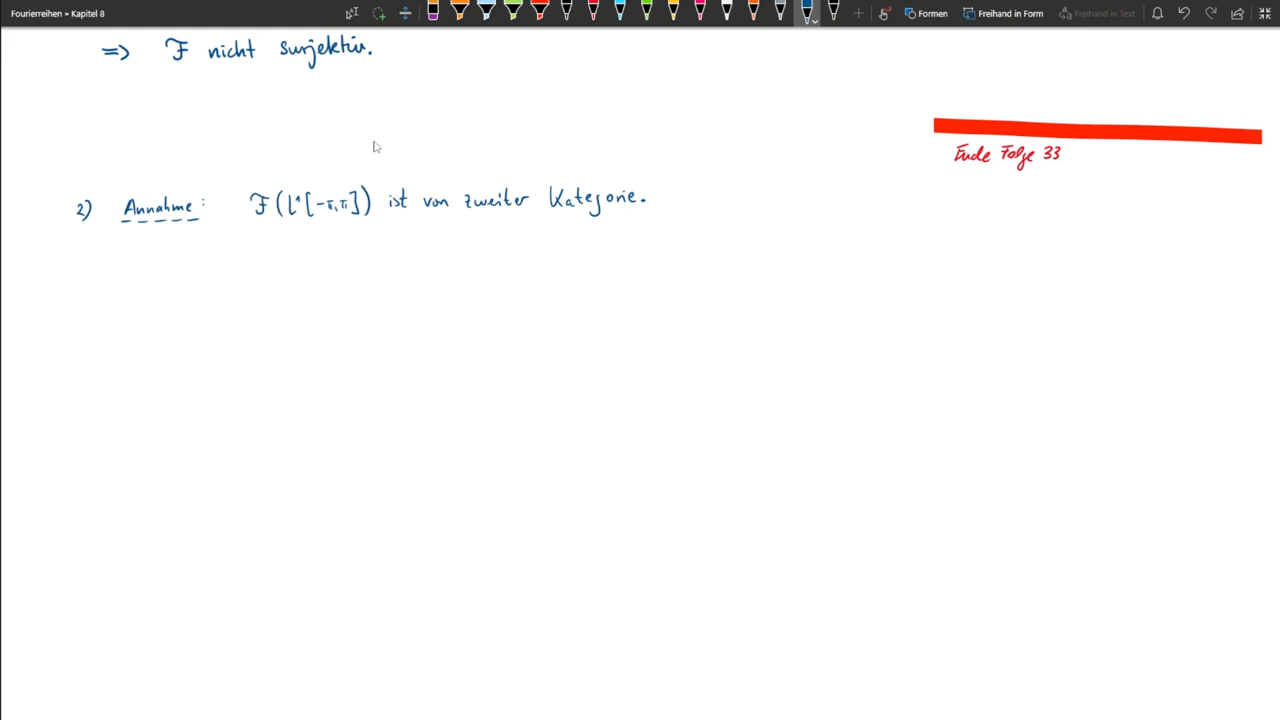 Fourierreihen » Kapitel 8
Formen
Freihand in Form
Freihand in Text
=> F nicht surjektiv.
Ende Folge 33
2) Annahme: F(L¹[-π,π]) ist von zweiter Kategorie.